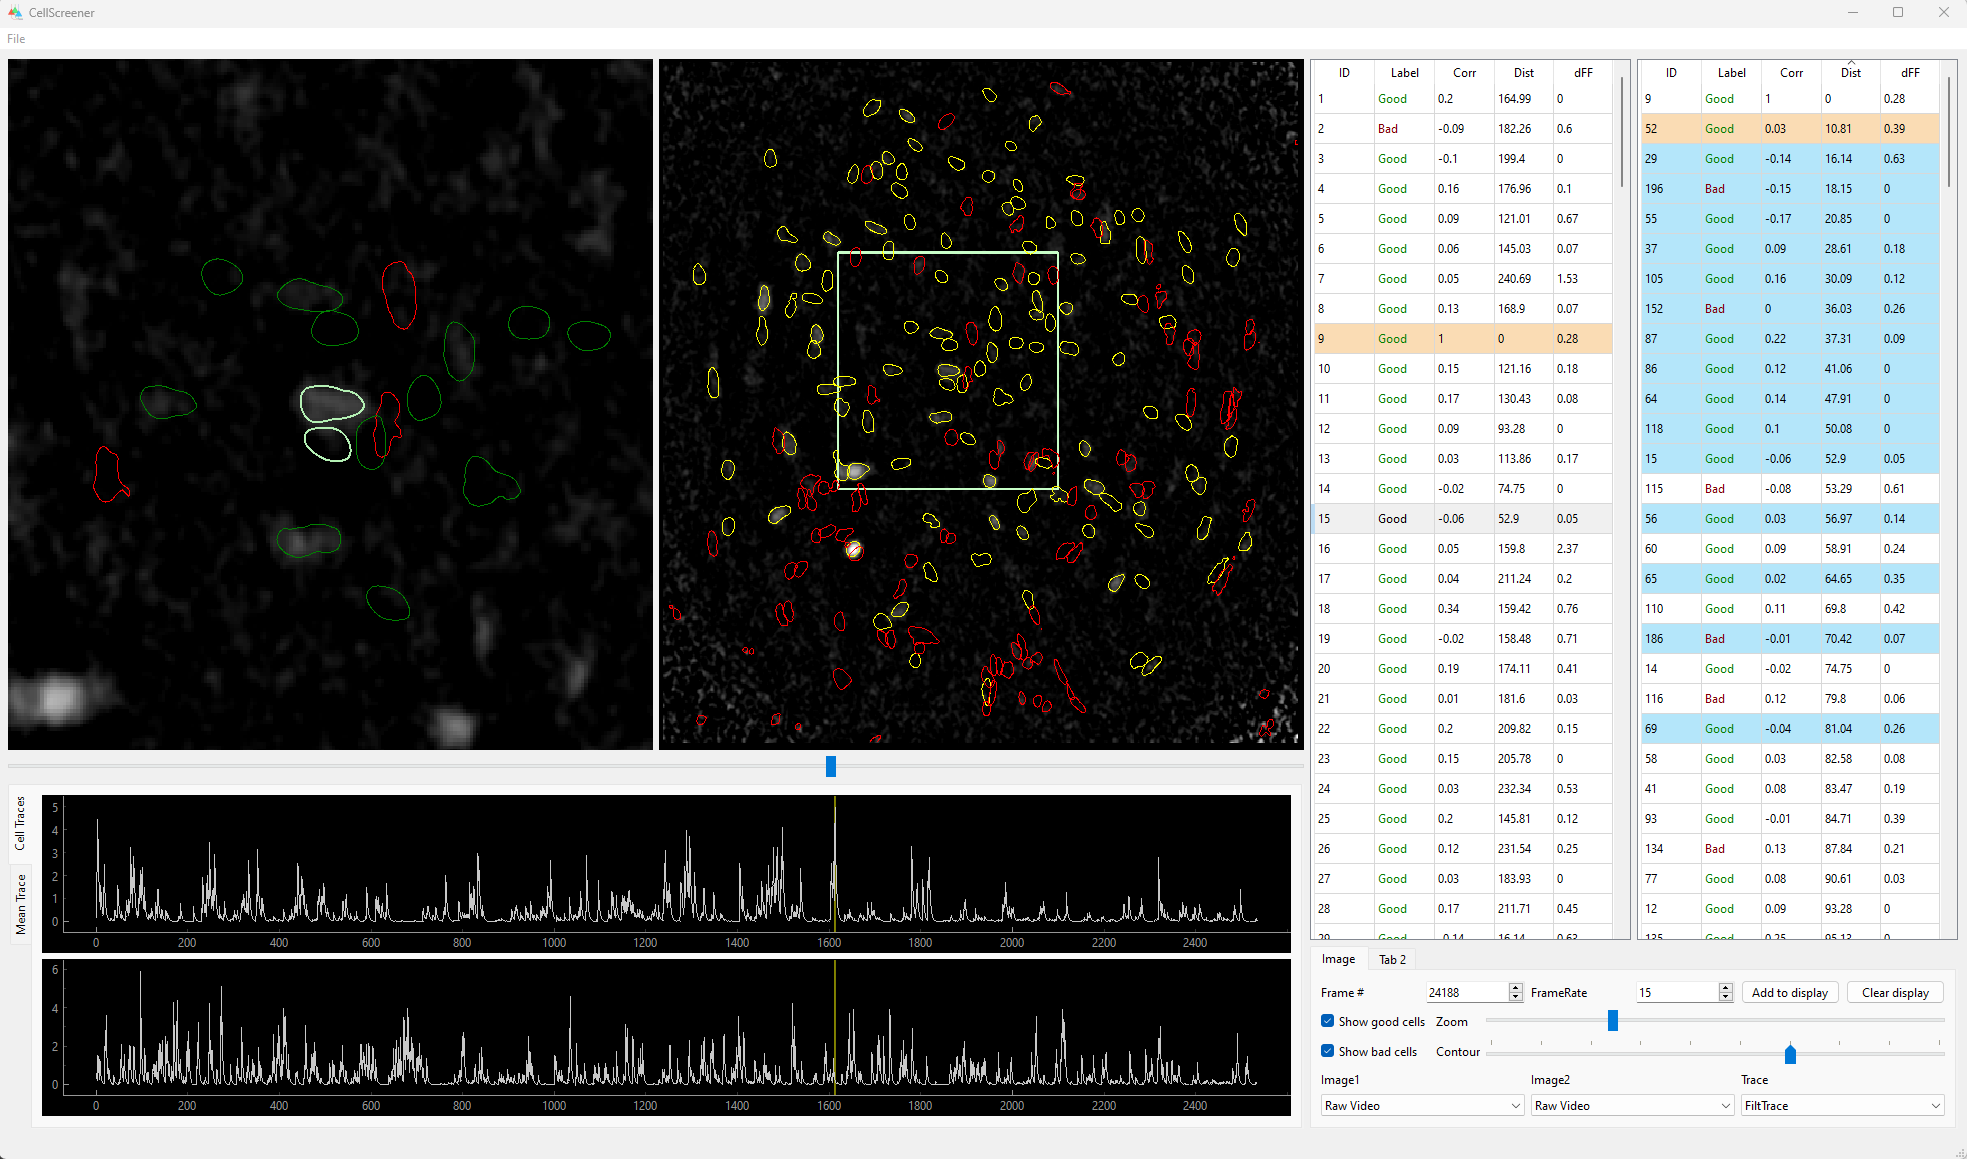 CellScreener
File
ID Label Corr Dist dFF
1 Good 0.2 164.99 0
2 Bad -0.09 182.26 0.6
3 Good -0.1 199.4 0
4 Good 0.16 176.96 0.1
5 Good 0.09 121.01 0.67
6 Good 0.06 145.03 0.07
7 Good 0.05 240.69 1.53
8 Good 0.13 168.9 0.07
9 Good 1 0 0.28
10 Good 0.15 121.16 0.18
11 Good 0.17 130.43 0.08
12 Good 0.09 93.28 0
13 Good 0.03 113.86 0.17
14 Good -0.02 74.75 0
15 Good -0.06 52.9 0.05
16 Good 0.05 159.8 2.37
17 Good 0.04 211.24 0.2
18 Good 0.34 159.42 0.76
19 Good -0.02 158.48 0.71
20 Good 0.19 174.11 0.41
21 Good 0.01 181.6 0.03
22 Good 0.2 209.82 0.15
23 Good 0.15 205.78 0
24 Good 0.03 232.34 0.53
25 Good 0.2 145.81 0.12
26 Good 0.12 231.54 0.25
27 Good 0.03 183.93 0
28 Good 0.17 211.71 0.45
29 Good -0.14 16.14 0.63
ID Label Corr Dist dFF
9 Good 1 0 0.28
52 Good 0.03 10.81 0.39
29 Good -0.14 16.14 0.63
196 Bad -0.15 18.15 0
55 Good -0.17 20.85 0
37 Good 0.09 28.61 0.18
105 Good 0.16 30.09 0.12
152 Bad 0 36.03 0.26
87 Good 0.22 37.31 0.09
86 Good 0.12 41.06 0
64 Good 0.14 47.91 0
118 Good 0.1 50.08 0
15 Good -0.06 52.9 0.05
115 Bad -0.08 53.29 0.61
56 Good 0.03 56.97 0.14
60 Good 0.09 58.91 0.24
65 Good 0.02 64.65 0.35
110 Good 0.11 69.8 0.42
186 Bad -0.01 70.42 0.07
14 Good -0.02 74.75 0
116 Bad 0.12 79.8 0.06
69 Good -0.04 81.04 0.26
58 Good 0.03 82.58 0.08
41 Good 0.08 83.47 0.19
93 Good -0.01 84.71 0.39
134 Bad 0.13 87.84 0.21
77 Good 0.08 90.61 0.03
12 Good 0.09 93.28 0
135 Good 0.25 95.13 0
Cell Traces
Mean Trace
5
4
3
2
1
0
0 200 400 600 800 1000 1200 1400 1600 1800 2000 2200 2400
6
4
2
0
0 200 400 600 800 1000 1200 1400 1600 1800 2000 2200 2400
Image Tab 2
Frame # 24188 FrameRate 15 Add to display Clear display
Show good cells Zoom
Show bad cells Contour
Image1 Image2 Trace
Raw Video Raw Video FiltTrace